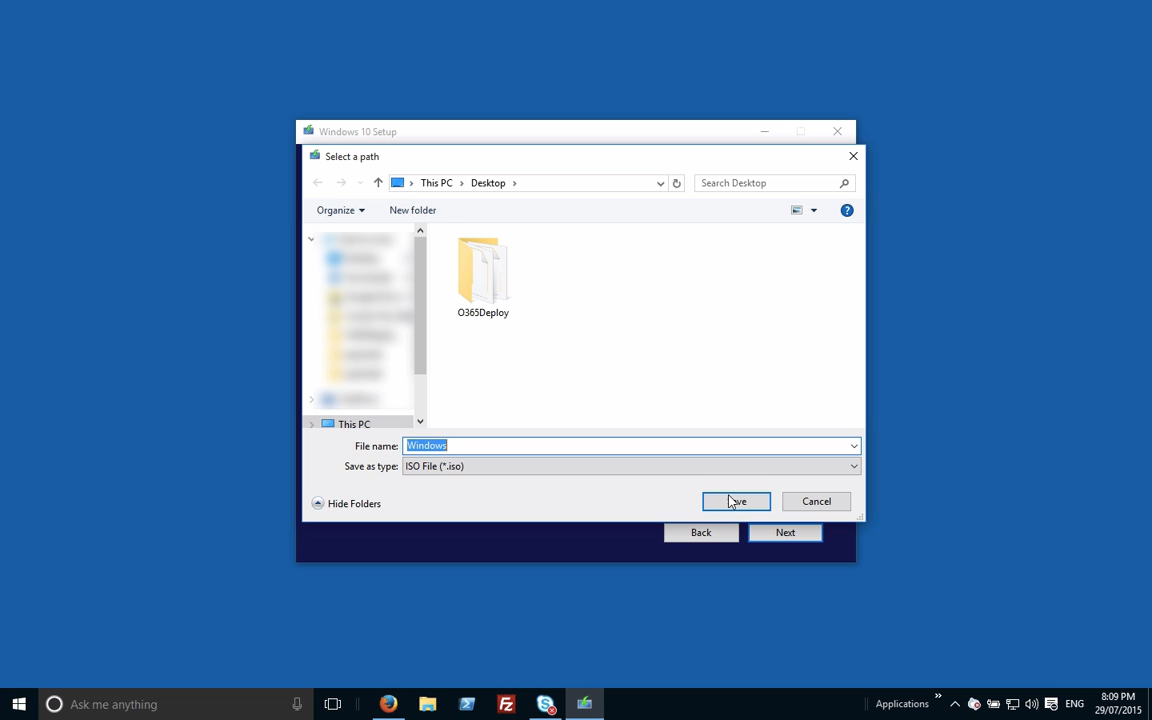 Windows 10 Setup
Select a path
This PC Desktop
Search Desktop
Organize
New folder
O365Deploy
This PC
File name: Windows
Save as type: ISO File (*.iso)
Hide Folders
Save Cancel
Back Next
Ask me anything
Applications
ENG
8:09 PM
29/07/2015